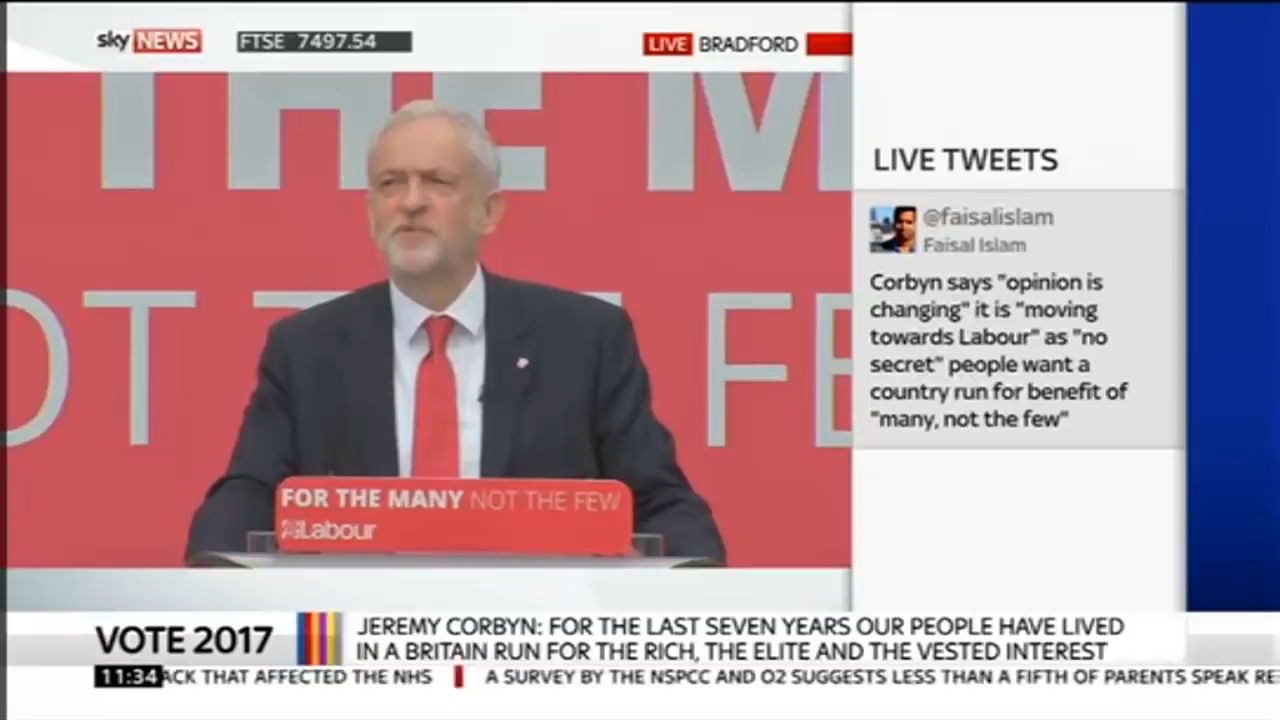 sky NEWS
FTSE 7497.54
LIVE BRADFORD
THE M
OT T FE
FOR THE MANY NOT THE FEW
Labour
LIVE TWEETS
@faisalislam
Faisal Islam
Corbyn says "opinion is
changing" it is "moving
towards Labour" as "no
secret" people want a
country run for benefit of
"many, not the few"
VOTE 2017
JEREMY CORBYN: FOR THE LAST SEVEN YEARS OUR PEOPLE HAVE LIVED
IN A BRITAIN RUN FOR THE RICH, THE ELITE AND THE VESTED INTEREST
11:34
ACK THAT AFFECTED THE NHS
A SURVEY BY THE NSPCC AND O2 SUGGESTS LESS THAN A FIFTH OF PARENTS SPEAK RE